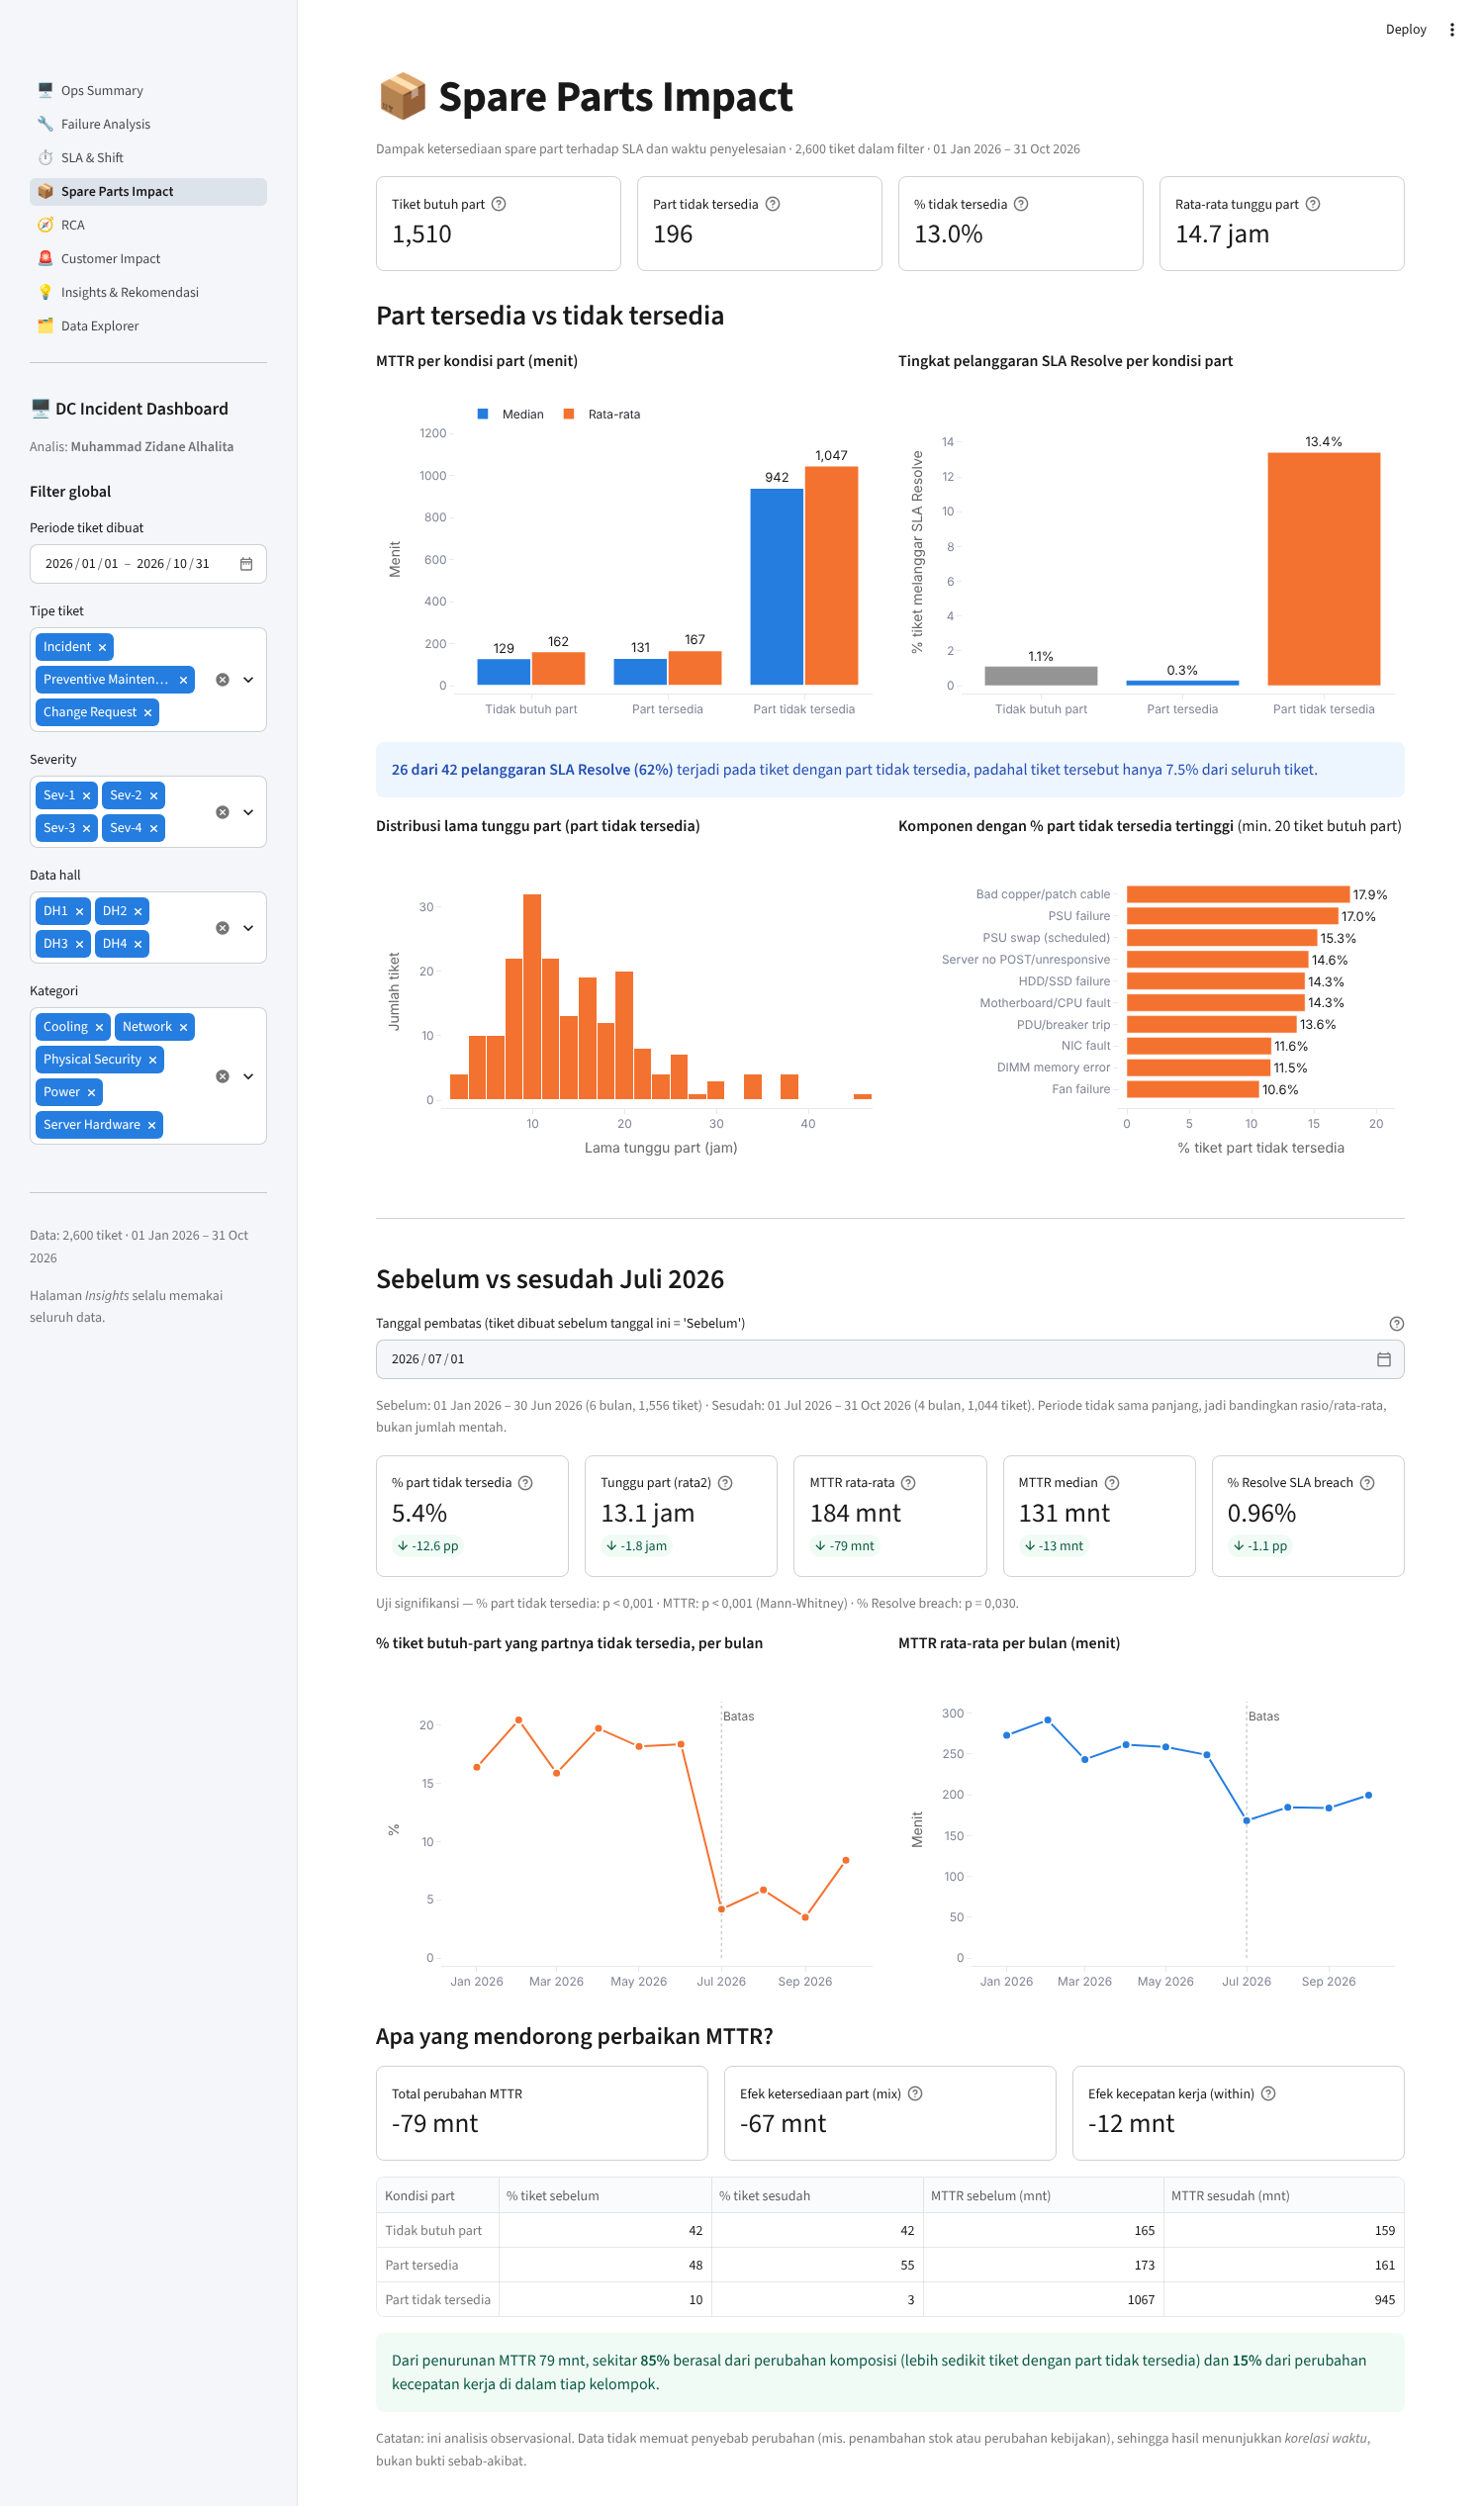 Deploy
Ops Summary
Failure Analysis
SLA & Shift
Spare Parts Impact
RCA
Customer Impact
Insights & Rekomendasi
Data Explorer
DC Incident Dashboard
Analis: Muhammad Zidane Alhalita
Filter global
Periode tiket dibuat
2026/01/01 – 2026/10/31
Tipe tiket
Incident
Preventive Mainten...
Change Request
Severity
Sev-1 Sev-2
Sev-3 Sev-4
Data hall
DH1 DH2
DH3 DH4
Kategori
Cooling Network
Physical Security
Power
Server Hardware
Data: 2,600 tiket · 01 Jan 2026 – 31 Oct
2026
Halaman Insights selalu memakai
seluruh data.
Spare Parts Impact
Dampak ketersediaan spare part terhadap SLA dan waktu penyelesaian · 2,600 tiket dalam filter · 01 Jan 2026 – 31 Oct 2026
Tiket butuh part
1,510
Part tidak tersedia
196
% tidak tersedia
13.0%
Rata-rata tunggu part
14.7 jam
Part tersedia vs tidak tersedia
MTTR per kondisi part (menit)
Median Rata-rata
Menit
1200
1000
800
600
400
200
0
129 162 131 167 942 1,047
Tidak butuh part Part tersedia Part tidak tersedia
Tingkat pelanggaran SLA Resolve per kondisi part
% tiket melanggar SLA Resolve
14
12
10
8
6
4
2
0
1.1% 0.3% 13.4%
Tidak butuh part Part tersedia Part tidak tersedia
26 dari 42 pelanggaran SLA Resolve (62%) terjadi pada tiket dengan part tidak tersedia, padahal tiket tersebut hanya 7.5% dari seluruh tiket.
Distribusi lama tunggu part (part tidak tersedia)
Jumlah tiket
30
20
10
0
10 20 30 40
Lama tunggu part (jam)
Komponen dengan % part tidak tersedia tertinggi (min. 20 tiket butuh part)
Bad copper/patch cable 17.9%
PSU failure 17.0%
PSU swap (scheduled) 15.3%
Server no POST/unresponsive 14.6%
HDD/SSD failure 14.3%
Motherboard/CPU fault 14.3%
PDU/breaker trip 13.6%
NIC fault 11.6%
DIMM memory error 11.5%
Fan failure 10.6%
0 5 10 15 20
% tiket part tidak tersedia
Sebelum vs sesudah Juli 2026
Tanggal pembatas (tiket dibuat sebelum tanggal ini = 'Sebelum')
2026/07/01
Sebelum: 01 Jan 2026 – 30 Jun 2026 (6 bulan, 1,556 tiket) · Sesudah: 01 Jul 2026 – 31 Oct 2026 (4 bulan, 1,044 tiket). Periode tidak sama panjang, jadi bandingkan rasio/rata-rata,
bukan jumlah mentah.
% part tidak tersedia
5.4%
-12.6 pp
Tunggu part (rata2)
13.1 jam
-1.8 jam
MTTR rata-rata
184 mnt
-79 mnt
MTTR median
131 mnt
-13 mnt
% Resolve SLA breach
0.96%
-1.1 pp
Uji signifikansi — % part tidak tersedia: p < 0,001 · MTTR: p < 0,001 (Mann-Whitney) · % Resolve breach: p = 0,030.
% tiket butuh-part yang partnya tidak tersedia, per bulan
%
20
15
10
5
0
Batas
Jan 2026 Mar 2026 May 2026 Jul 2026 Sep 2026
MTTR rata-rata per bulan (menit)
Menit
300
250
200
150
100
50
0
Batas
Jan 2026 Mar 2026 May 2026 Jul 2026 Sep 2026
Apa yang mendorong perbaikan MTTR?
Total perubahan MTTR
-79 mnt
Efek ketersediaan part (mix)
-67 mnt
Efek kecepatan kerja (within)
-12 mnt
Kondisi part % tiket sebelum % tiket sesudah MTTR sebelum (mnt) MTTR sesudah (mnt)
Tidak butuh part 42 42 165 159
Part tersedia 48 55 173 161
Part tidak tersedia 10 3 1067 945
Dari penurunan MTTR 79 mnt, sekitar 85% berasal dari perubahan komposisi (lebih sedikit tiket dengan part tidak tersedia) dan 15% dari perubahan
kecepatan kerja di dalam tiap kelompok.
Catatan: ini analisis observasional. Data tidak memuat penyebab perubahan (mis. penambahan stok atau perubahan kebijakan), sehingga hasil menunjukkan korelasi waktu,
bukan bukti sebab-akibat.